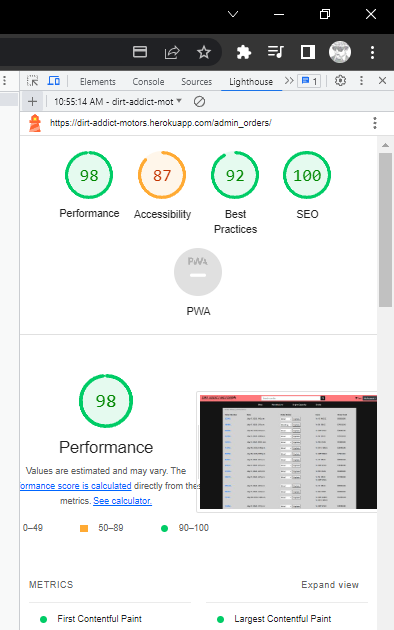 Elements Console Sources Lighthouse 1
10:55:14 AM - dirt-addict-mot
https://dirt-addict-motors.herokuapp.com/admin_orders/
98 87 92 100
Performance Accessibility Best Practices SEO
PWA
PWA
98
Performance
Values are estimated and may vary. The
formance score is calculated directly from thes
metrics. See calculator.
0–49 50–89 90–100
METRICS Expand view
First Contentful Paint Largest Contentful Paint